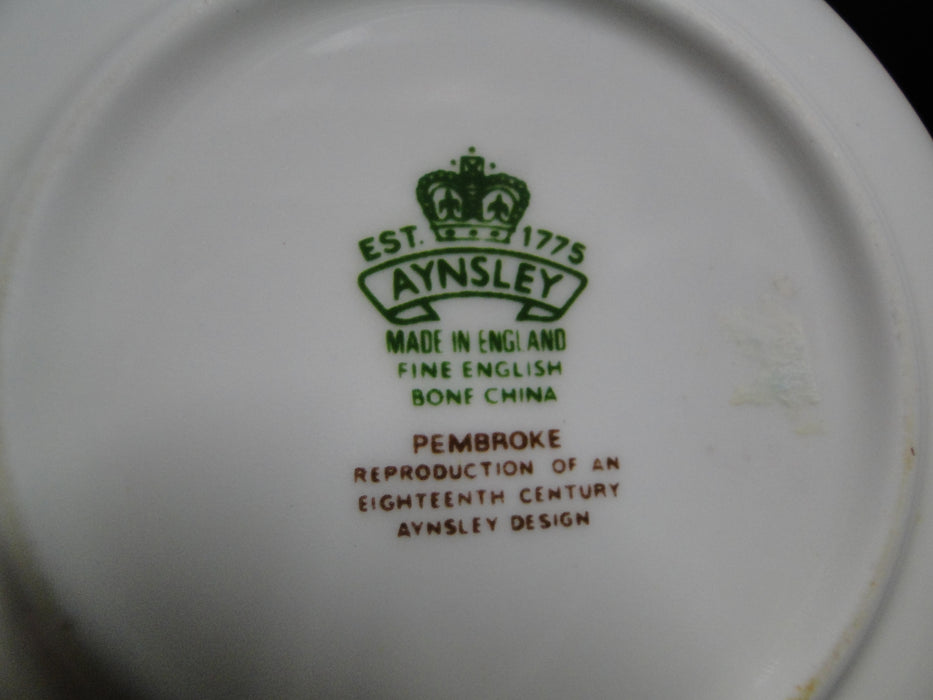 EST. 1775
AYNSLEY
MADE IN ENGLAND
FINE ENGLISH
BONE CHINA
PEMBROKE
REPRODUCTION OF AN
EIGHTEENTH CENTURY
AYNSLEY DESIGN